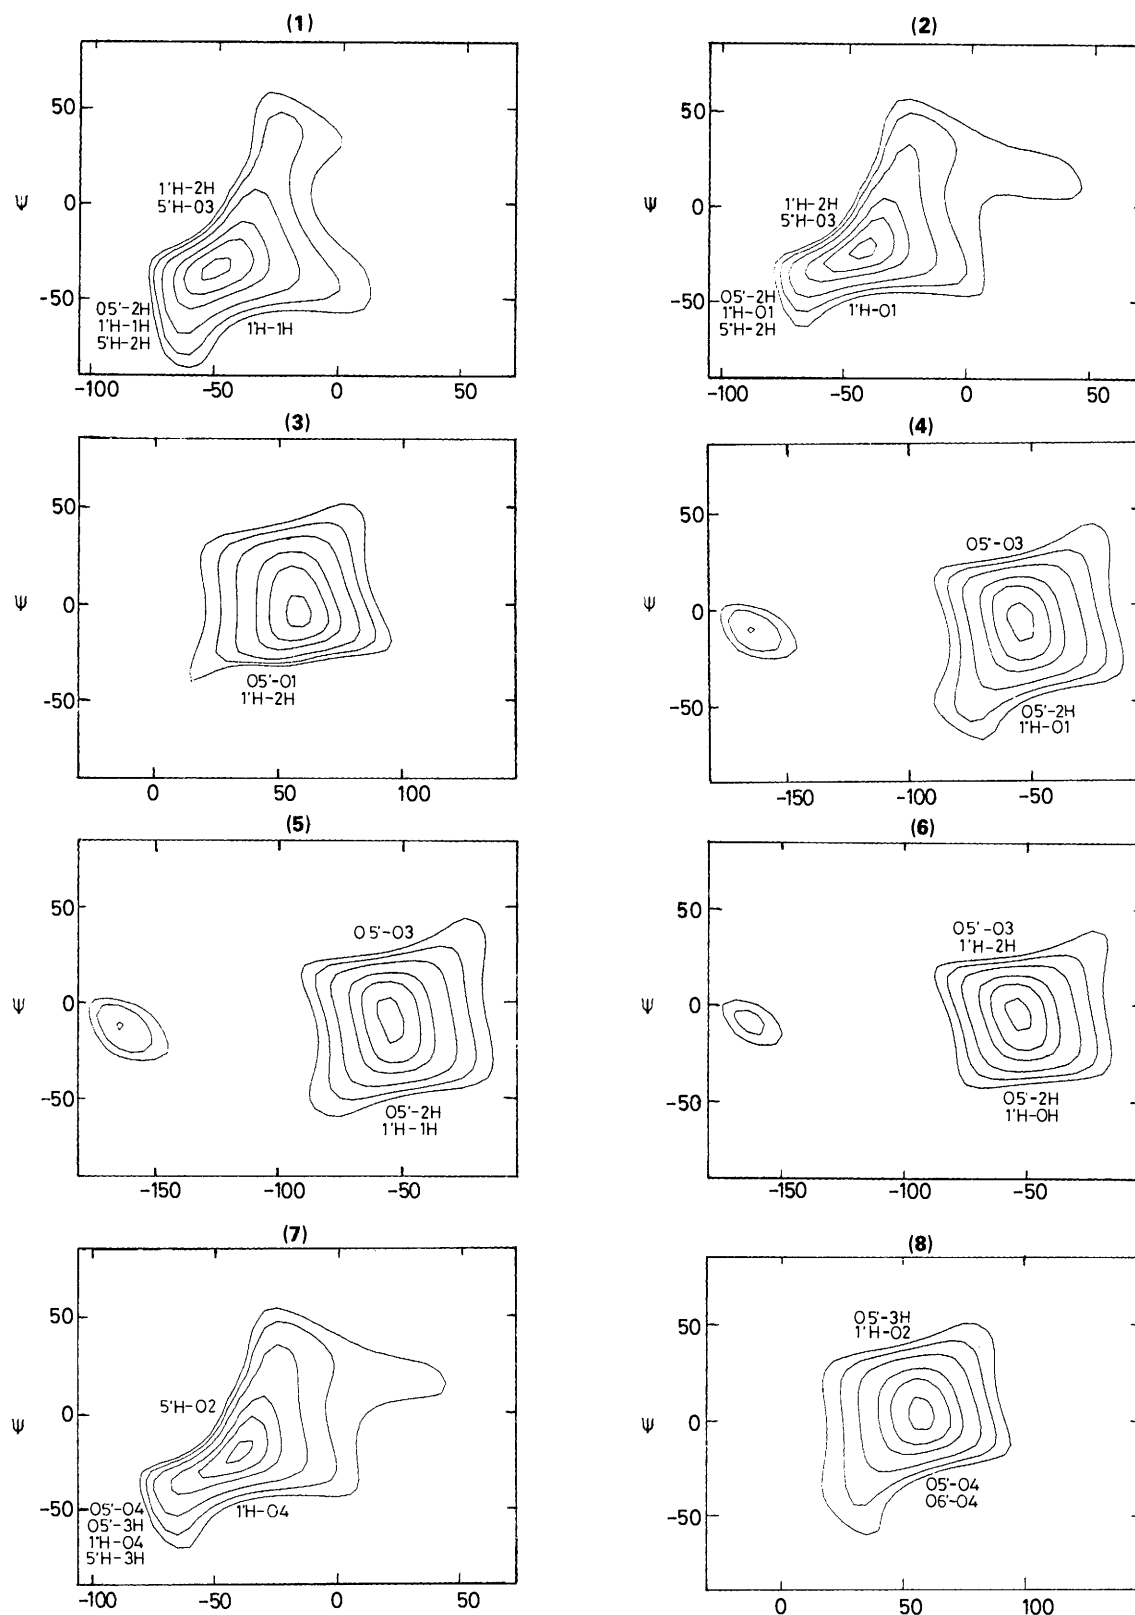 (1)
50
0
-50
Ψ
1'H-2H
5'H-O3
O5'-2H
1'H-1H
5'H-2H
1'H-1H
-100
-50
0
50
(2)
50
0
-50
Ψ
1'H-2H
5'H-O3
O5'-2H
1'H-O1
5'H-2H
1'H-O1
-100
-50
0
50
(3)
50
0
-50
Ψ
O5'-O1
1'H-2H
0
50
100
(4)
50
0
-50
Ψ
O5'-O3
O5'-2H
1'H-O1
-150
-100
-50
(5)
50
0
-50
Ψ
O5'-O3
O5'-2H
1'H-1H
-150
-100
-50
(6)
50
0
-50
Ψ
O5'-O3
1'H-2H
O5'-2H
1'H-OH
-150
-100
-50
(7)
50
0
-50
Ψ
5'H-O2
O5'-O4
O5'-3H
1'H-O4
5'H-3H
1'H-O4
-100
-50
0
50
(8)
50
0
-50
Ψ
O5'-3H
1'H-O2
O5'-O4
O6'-O4
0
50
100